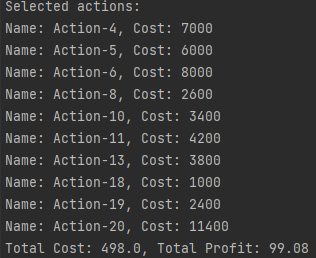 Selected actions:
Name: Action-4, Cost: 7000
Name: Action-5, Cost: 6000
Name: Action-6, Cost: 8000
Name: Action-8, Cost: 2600
Name: Action-10, Cost: 3400
Name: Action-11, Cost: 4200
Name: Action-13, Cost: 3800
Name: Action-18, Cost: 1000
Name: Action-19, Cost: 2400
Name: Action-20, Cost: 11400
Total Cost: 498.0, Total Profit: 99.08